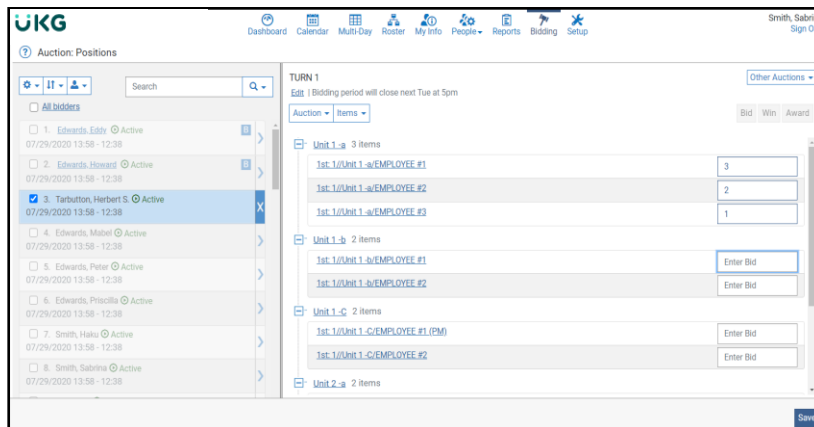 UKG
Dashboard Calendar Multi-Day Roster My Info People Reports Bidding Setup
Smith, Sabri
Sign O
? Auction: Positions
Search
All bidders
1. Edwards, Eddy Active B
07/29/2020 13:58 - 12:38
2. Edwards, Howard Active B
07/29/2020 13:58 - 12:38
3. Tarbutton, Herbert S. Active
07/29/2020 13:58 - 12:38
X
4. Edwards, Mabel Active
07/29/2020 13:58 - 12:38
5. Edwards, Peter Active
07/29/2020 13:58 - 12:38
6. Edwards, Priscilla Active
07/29/2020 13:58 - 12:38
7. Smith, Haku Active
07/29/2020 13:58 - 12:38
8. Smith, Sabrina Active
07/29/2020 13:58 - 12:38
TURN 1
Other Auctions
Edit | Bidding period will close next Tue at 5pm
Auction Items
Bid Win Award
Unit 1 -a 3 items
1st: 1//Unit 1 -a/EMPLOYEE #1 3
1st: 1//Unit 1 -a/EMPLOYEE #2 2
1st: 1//Unit 1 -a/EMPLOYEE #3 1
Unit 1 -b 2 items
1st: 1//Unit 1 -b/EMPLOYEE #1 Enter Bid
1st: 1//Unit 1 -b/EMPLOYEE #2 Enter Bid
Unit 1 -C 2 items
1st: 1//Unit 1 -C/EMPLOYEE #1 (PM) Enter Bid
1st: 1//Unit 1 -C/EMPLOYEE #2 Enter Bid
Unit 2 -a 2 items
Save